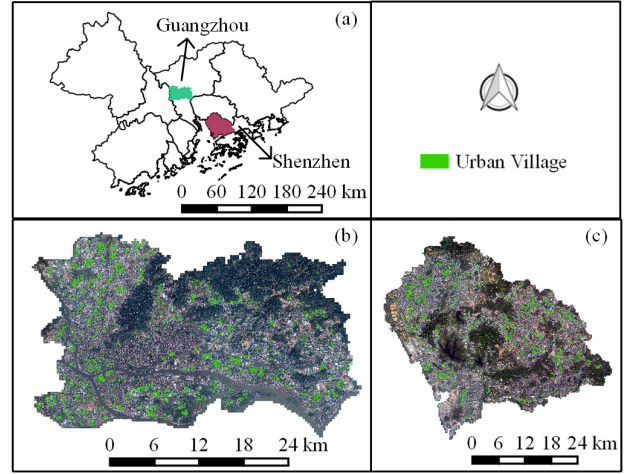 (a)
Guangzhou
Shenzhen
0 60 120 180 240 km
Urban Village
(b)
0 6 12 18 24 km
(c)
0 6 12 18 24 km